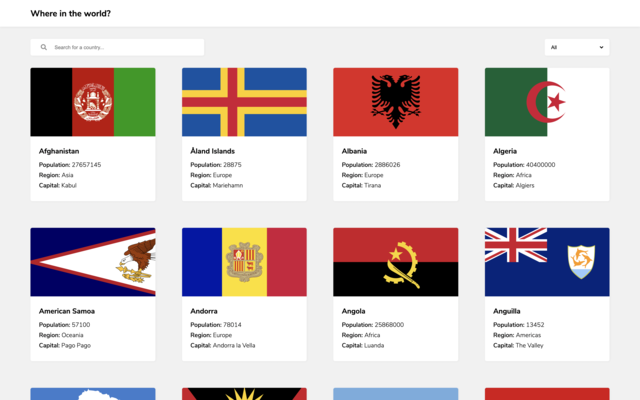 Where in the world?
Search for a country...
All
Afghanistan
Population: 27657145
Region: Asia
Capital: Kabul
Åland Islands
Population: 28875
Region: Europe
Capital: Mariehamn
Albania
Population: 2886026
Region: Europe
Capital: Tirana
Algeria
Population: 40400000
Region: Africa
Capital: Algiers
American Samoa
Population: 57100
Region: Oceania
Capital: Pago Pago
Andorra
Population: 78014
Region: Europe
Capital: Andorra la Vella
Angola
Population: 25868000
Region: Africa
Capital: Luanda
Anguilla
Population: 13452
Region: Americas
Capital: The Valley